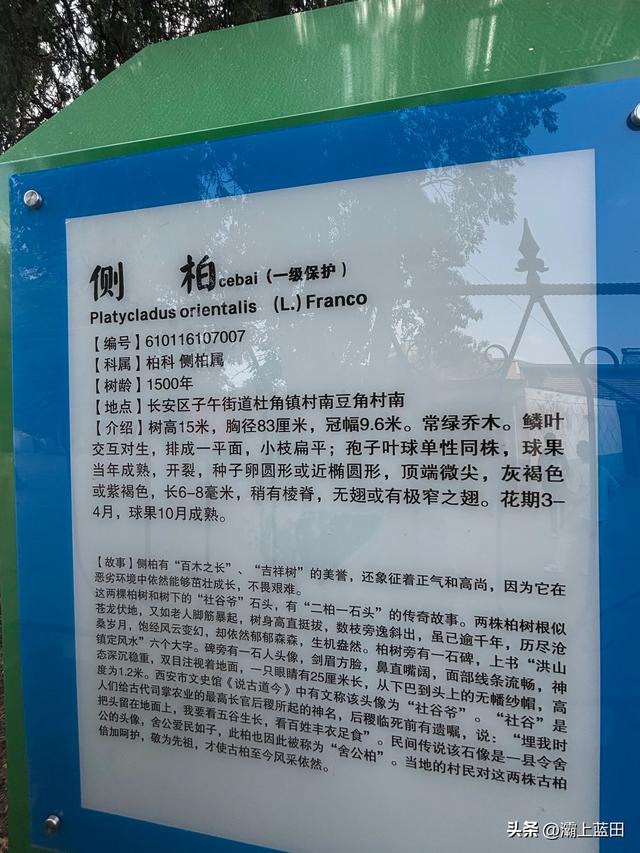 侧 柏 cebai（一级保护）
Platycladus orientalis (L.) Franco
【编号】610116107007
【科属】柏科 侧柏属
【树龄】1500年
【地点】长安区子午街道杜角镇村南豆角村南
【介绍】树高15米，胸径83厘米，冠幅9.6米。常绿乔木。鳞叶
交互对生，排成一平面，小枝扁平；孢子叶球单性同株，球果
当年成熟，开裂，种子卵圆形或近椭圆形，顶端微尖，灰褐色
或紫褐色，长6-8毫米，稍有棱脊，无翅或有极窄之翅。花期3-
4月，球果10月成熟。
【故事】侧柏有“百木之长”、“吉祥树”的美誉，还象征着正气和高尚，因为它在
恶劣环境中依然能够茁壮成长，不畏艰难。
这两棵柏树和树下的“社谷爷”石头，有“二柏一石头”的传奇故事。两株柏树根似
苍龙伏地，又如老人脚筋暴起，树身高直挺拔，数枝旁逸斜出，虽已逾千年，历尽沧
桑岁月，饱经风云变幻，却依然郁郁森森，生机盎然。柏树旁有一石碑，上书“洪山
镇定风水”六个大字。碑旁有一石人头像，剑眉方脸，鼻直嘴阔，面部线条流畅，神
态深沉稳重，双目注视着地面，一只眼睛有25厘米长，从下巴到头上的无幡纱帽，高
度为1.2米。西安市文史馆《说古道今》中有文称该头像为“社谷爷”。“社谷”是
人们给古代司掌农业的最高长官后稷所起的神名，后稷临死前有遗嘱，说：“埋我时
把头留在地面上，我要看五谷生长，看百姓丰衣足食”。民间传说该石像是一县令舍
公的头像，舍公爱民如子，此柏也因此被称为“舍公柏”。当地的村民对这两株古柏
倍加呵护，敬为先祖，才使古柏至今风采依然。
头条 @灞上蓝田